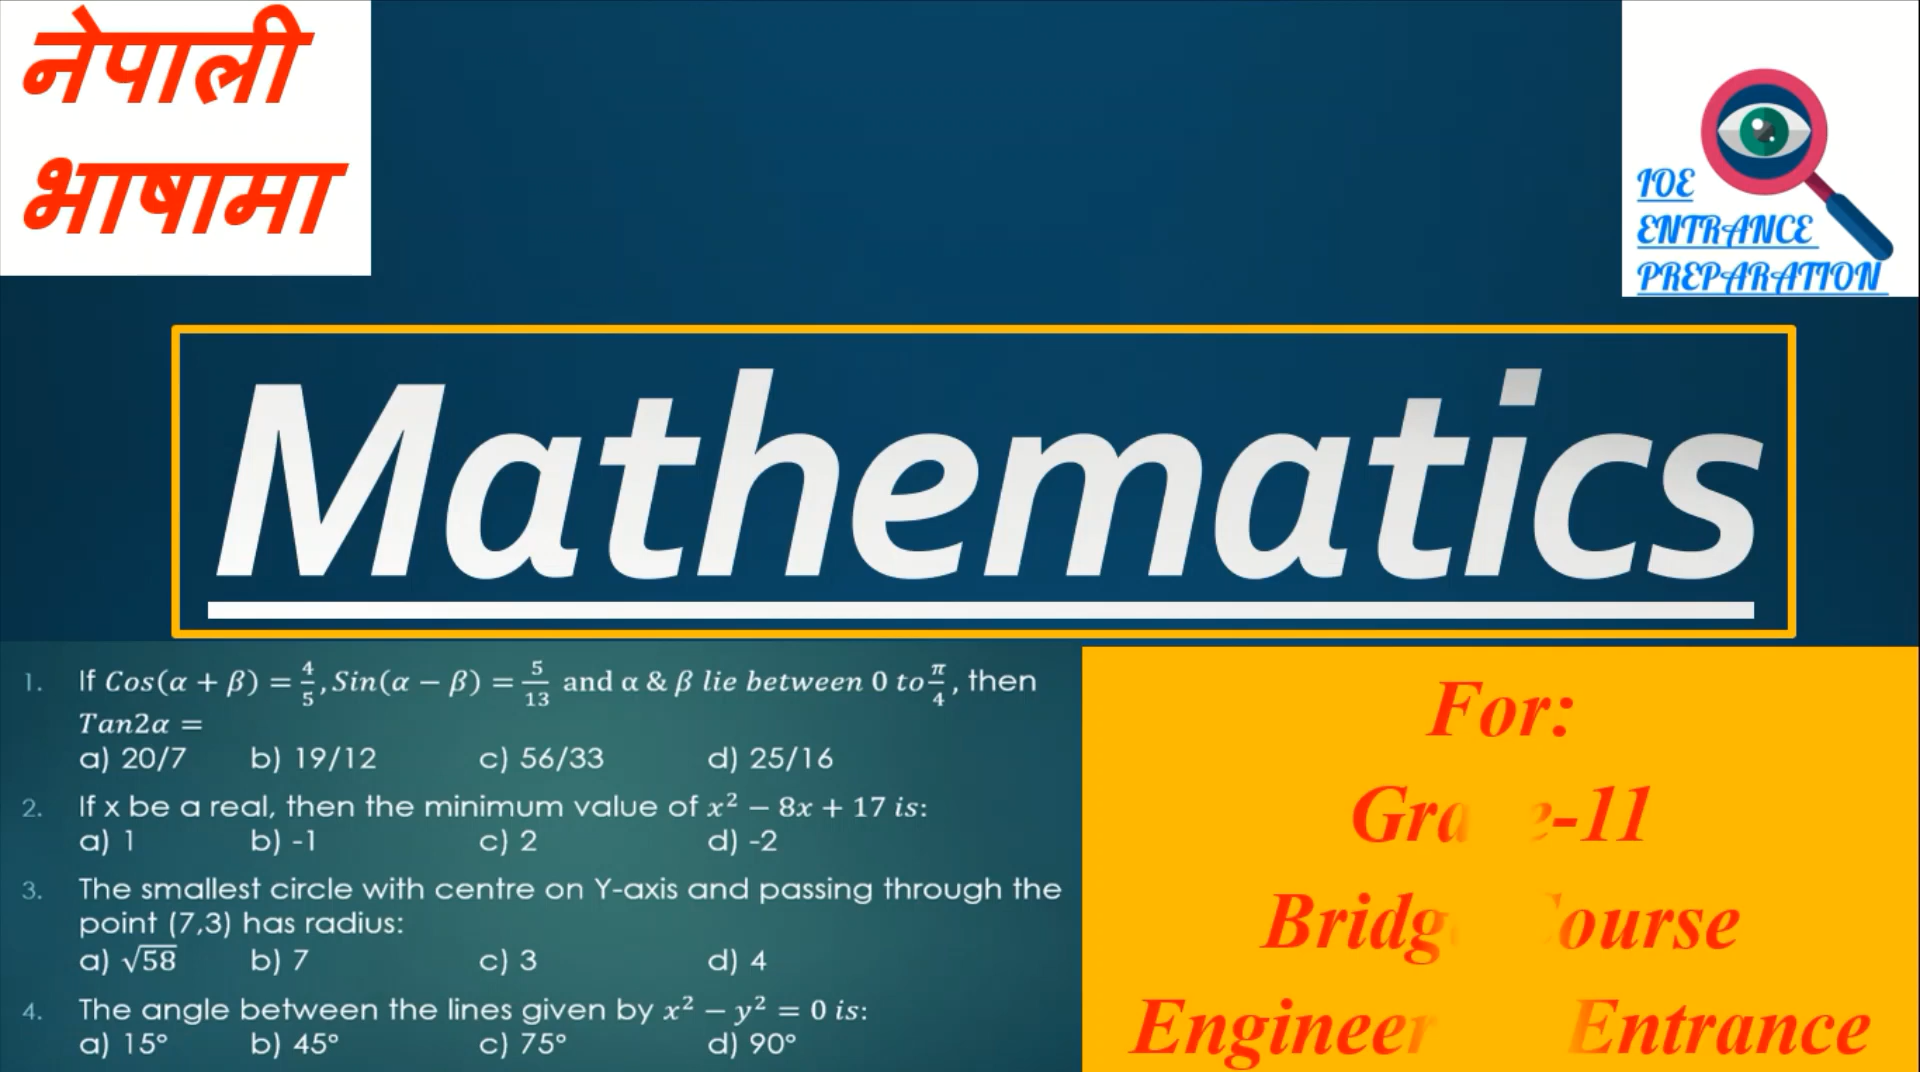 नेपाली
भाषामा
IOE
ENTRANCE
PREPARATION
Mathematics
1. If Cos(α + β) = 4/5, Sin(α − β) = 5/13 and α & β lie between 0 to π/4, then
Tan2α =
a) 20/7 b) 19/12 c) 56/33 d) 25/16
2. If x be a real, then the minimum value of x² − 8x + 17 is:
a) 1 b) -1 c) 2 d) -2
3. The smallest circle with centre on Y-axis and passing through the
point (7,3) has radius:
a) √58 b) 7 c) 3 d) 4
4. The angle between the lines given by x² − y² = 0 is:
a) 15° b) 45° c) 75° d) 90°
For:
-11
Entrance